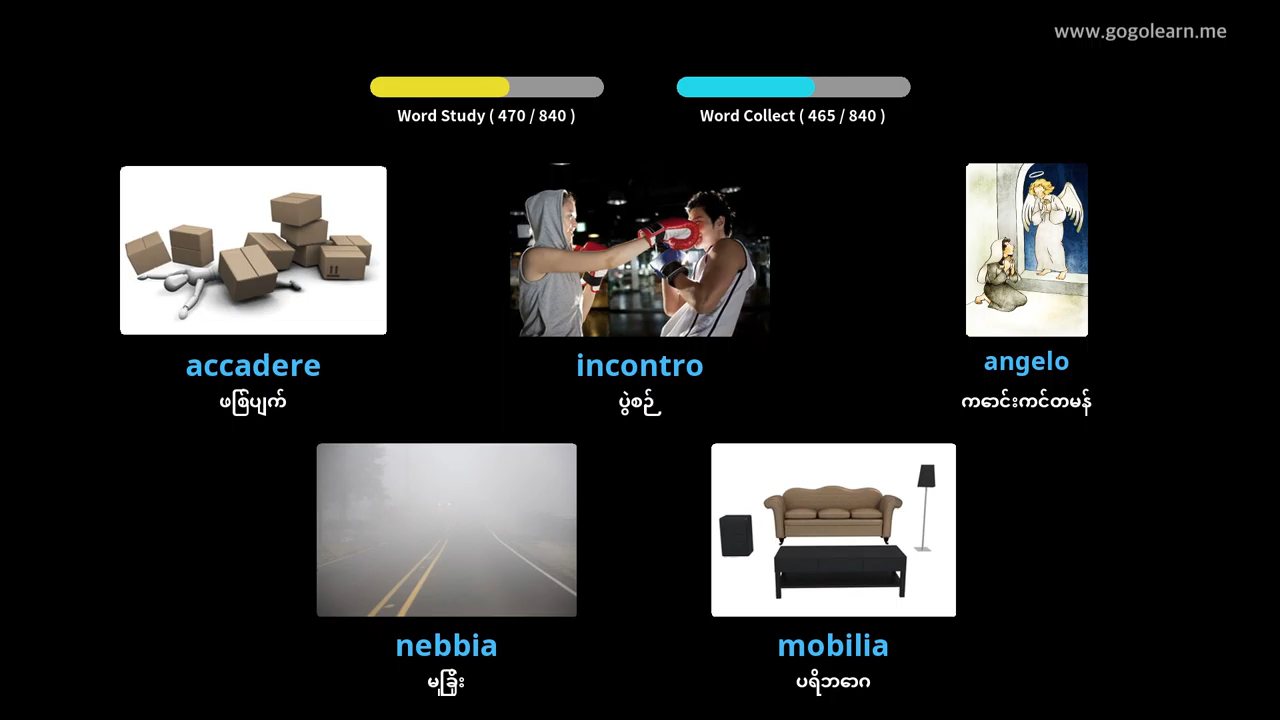 www.gogolearn.me
Word Study ( 470 / 840 )
Word Collect ( 465 / 840 )
accadere
ဖစ်ြပျက်
incontro
ပွဲစဉ်
angelo
ကောင်းကင်တမန်
nebbia
မြူခိုး
mobilia
ပရိဘောဂ